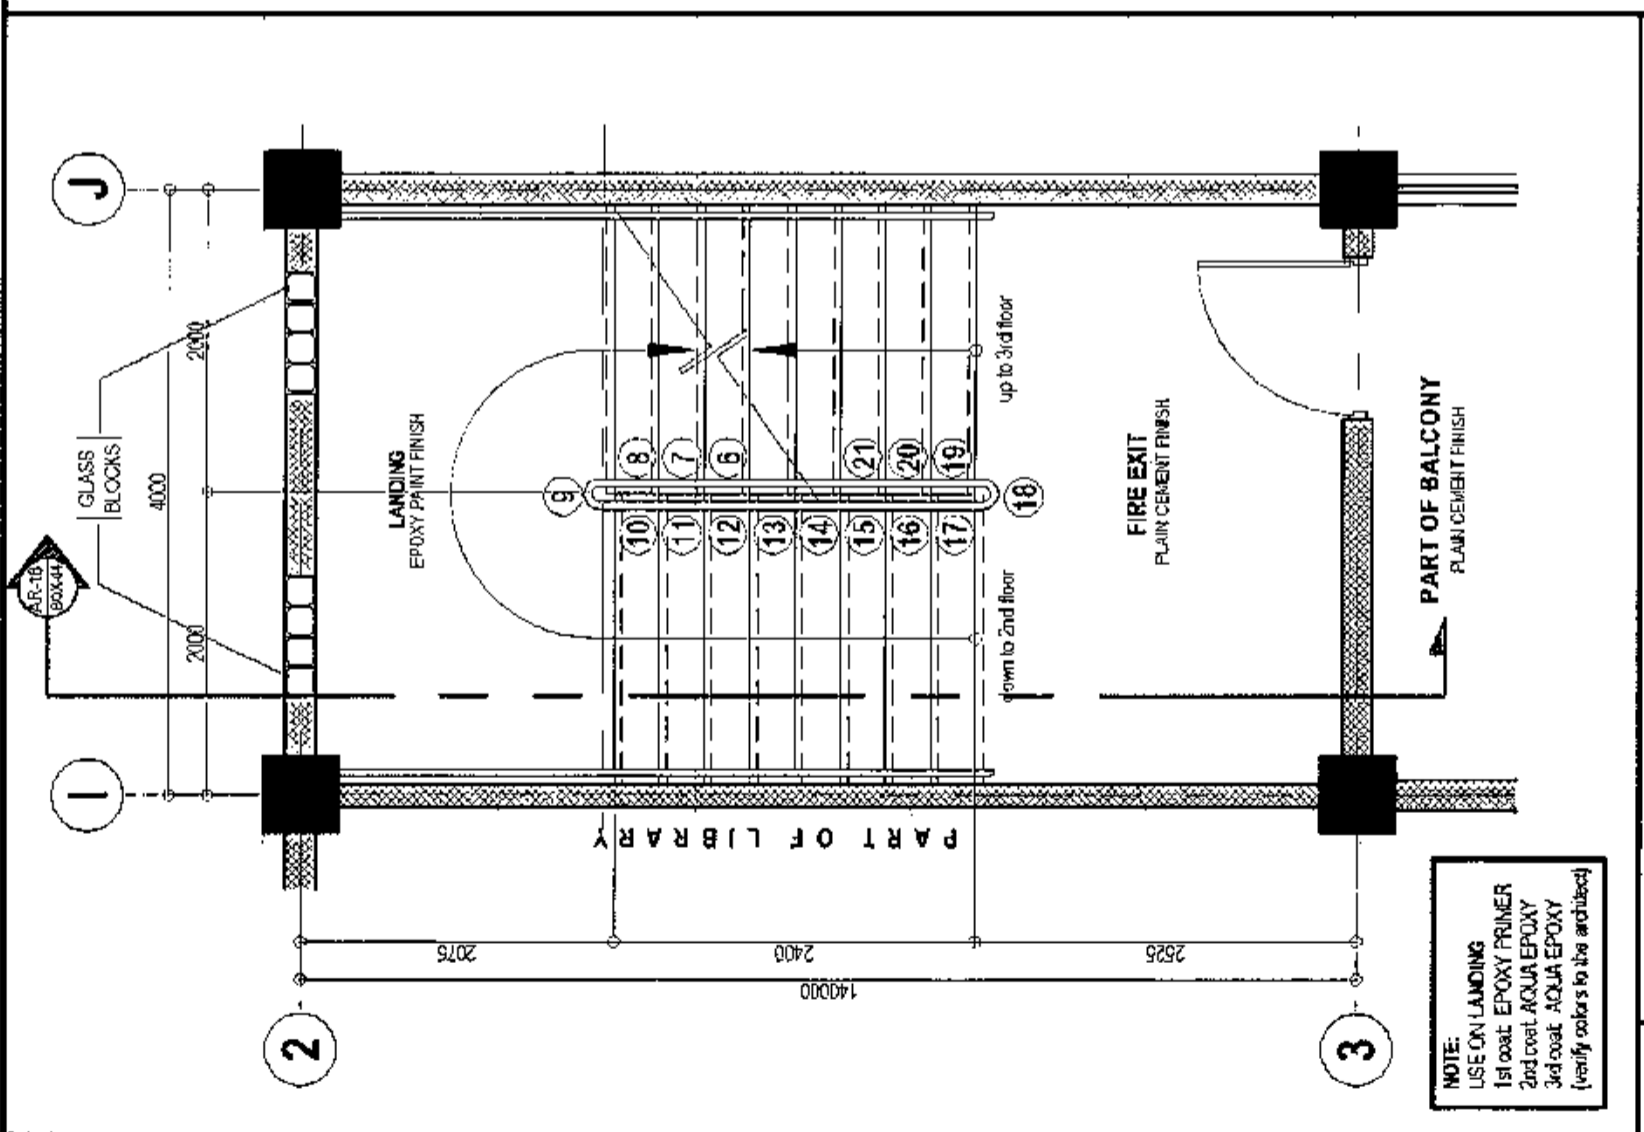 J
I
2
3
AR-16
BOX-44
2000
2000
4000
GLASS
BLOCKS
LANDING
EPOXY PAINT FINISH
9
8
7
6
21
20
19
10
11
12
13
14
15
16
17
18
up to 3rd floor
down to 2nd floor
FIRE EXIT
PLAIN CEMENT FINISH
PART OF BALCONY
PLAIN CEMENT FINISH
PART OF LIBRARY
2075
2400
2525
140000
NOTE:
USE ON LANDING
1st coat: EPOXY PRIMER
2nd coat: AQUA EPOXY
3rd coat: AQUA EPOXY
(verify colors to the architect)